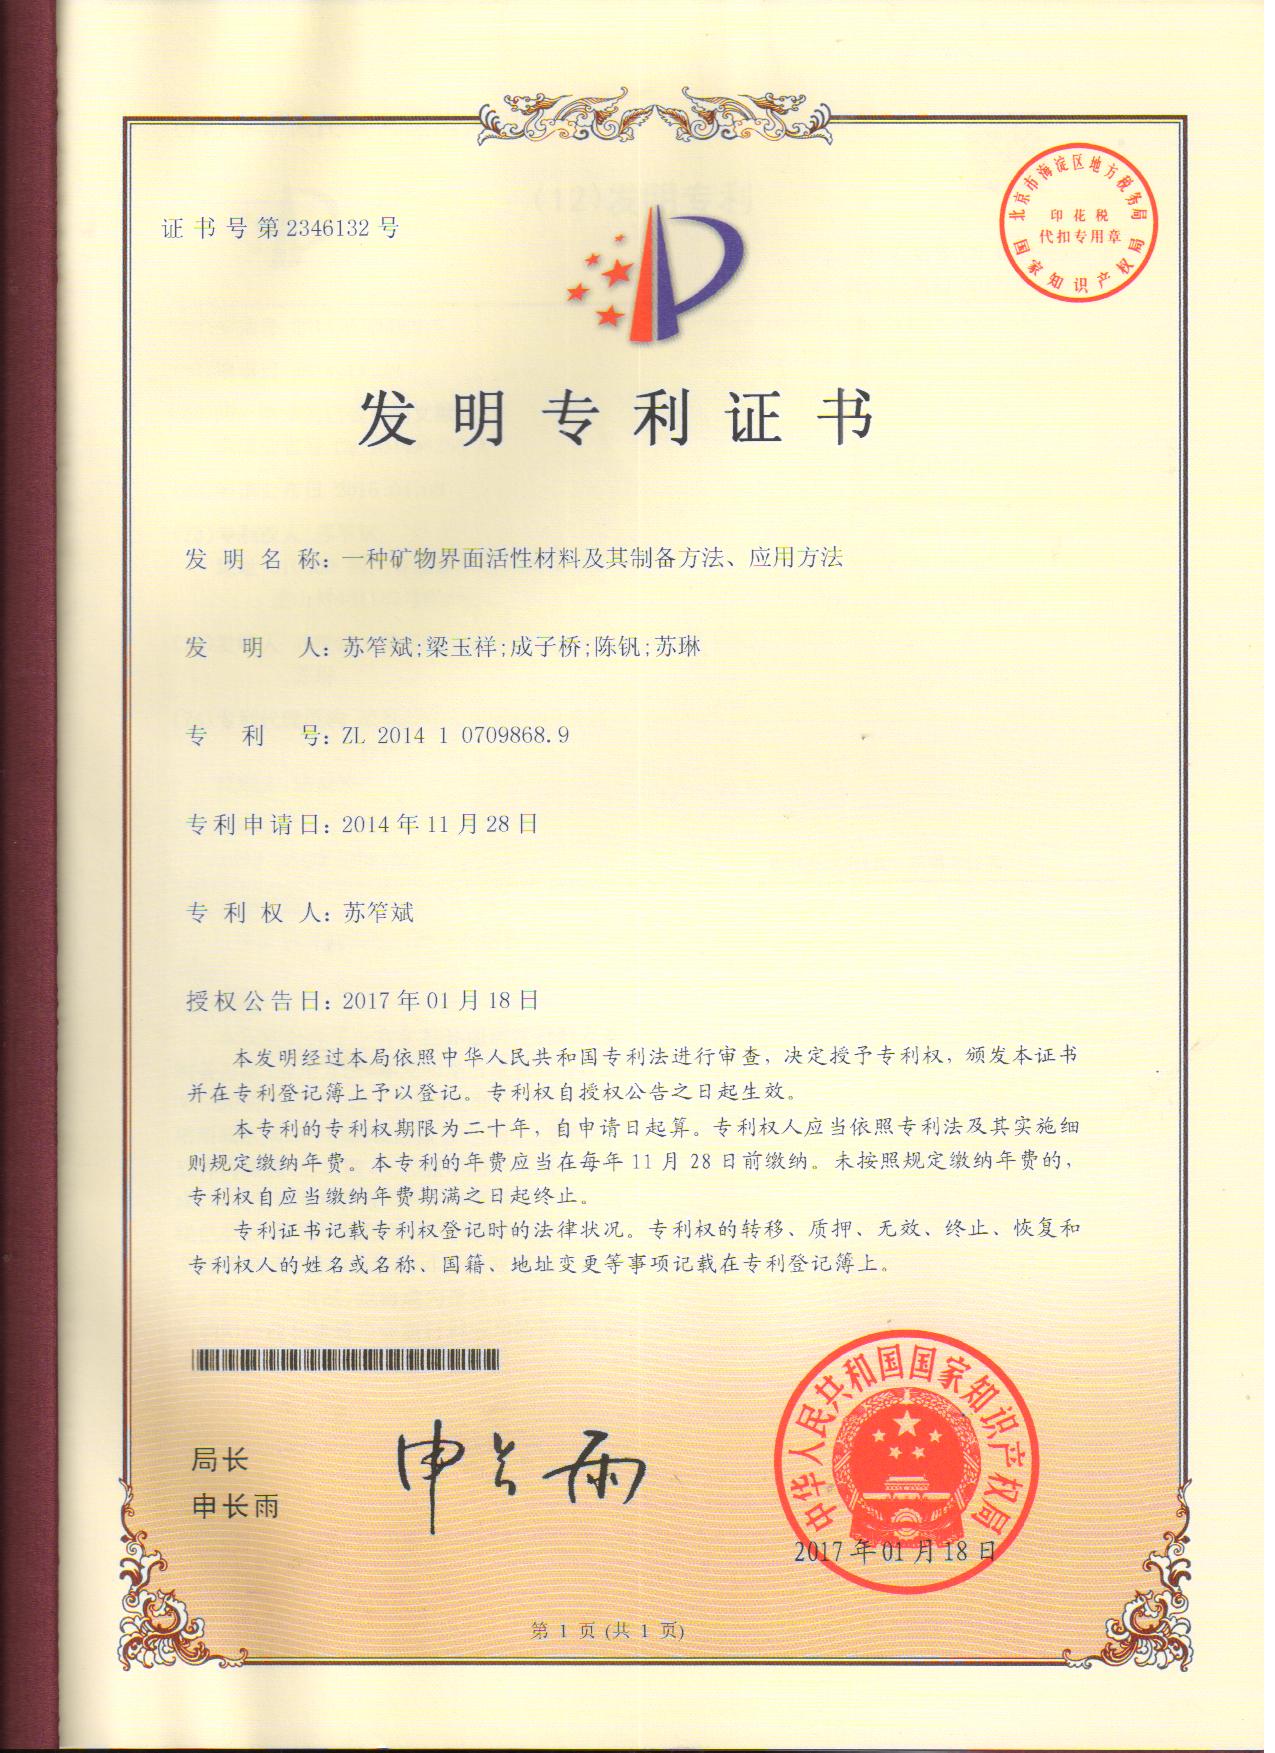 证书号第2346132号
北京市海淀区地方税务局
印花税
代扣专用章
国家知识产权局
发明专利证书
发明名称：一种矿物界面活性材料及其制备方法、应用方法
发明人：苏笮斌;梁玉祥;成子桥;陈钒;苏琳
专利号：ZL 2014 1 0709868.9
专利申请日：2014年11月28日
专利权人：苏笮斌
授权公告日：2017年01月18日
本发明经过本局依照中华人民共和国专利法进行审查，决定授予专利权，颁发本证书
并在专利登记簿上予以登记。专利权自授权公告之日起生效。
本专利的专利权期限为二十年，自申请日起算。专利权人应当依照专利法及其实施细
则规定缴纳年费。本专利的年费应当在每年11月28日前缴纳。未按照规定缴纳年费的，
专利权自应当缴纳年费期满之日起终止。
专利证书记载专利权登记时的法律状况。专利权的转移、质押、无效、终止、恢复和
专利权人的姓名或名称、国籍、地址变更等事项记载在专利登记簿上。
局长
申长雨
申长雨
中华人民共和国国家知识产权局
2017年01月18日
第 1 页 (共 1 页)